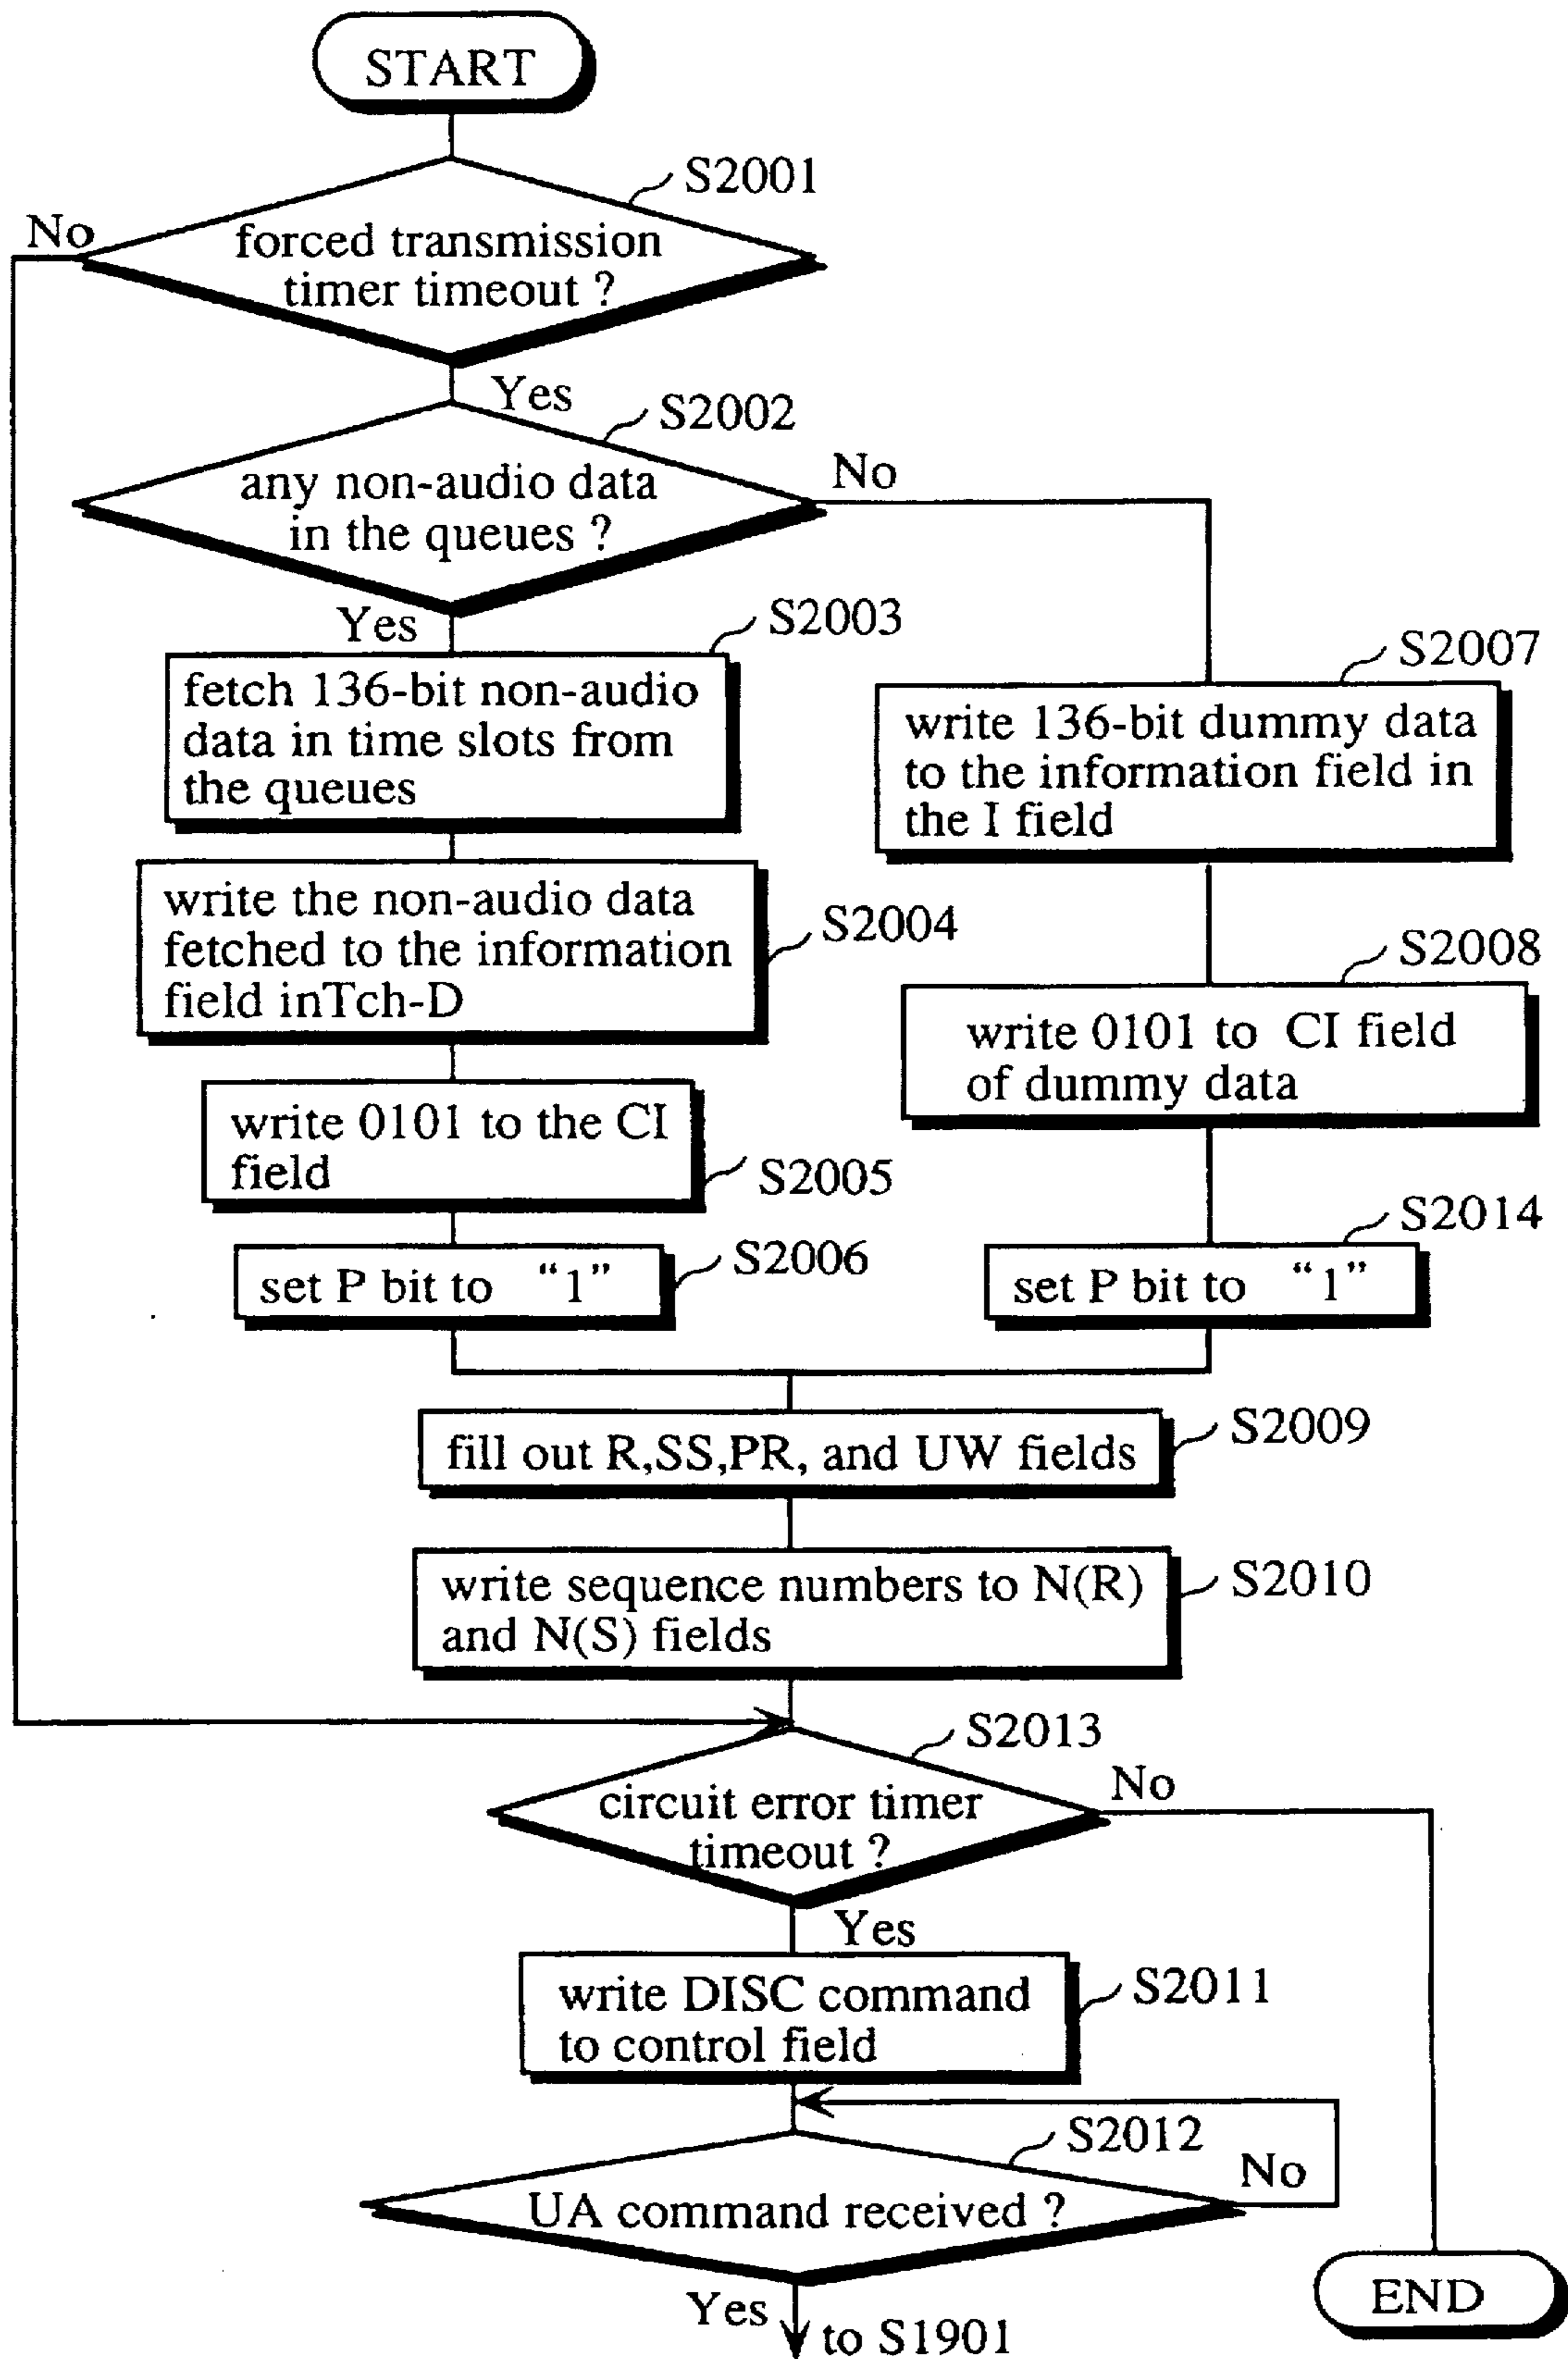 START
S2001
No
forced transmission
timer timeout ?
Yes
S2002
any non-audio data
in the queues ?
No
Yes
S2003
fetch 136-bit non-audio
data in time slots from
the queues
S2007
write 136-bit dummy data
to the information field in
the I field
write the non-audio data
fetched to the information
field inTch-D
S2004
S2008
write 0101 to CI field
of dummy data
write 0101 to the CI
field
S2005
S2014
set P bit to “1”
S2006
set P bit to “1”
fill out R,SS,PR, and UW fields
S2009
write sequence numbers to N(R)
and N(S) fields
S2010
S2013
circuit error timer
timeout ?
No
Yes
write DISC command
to control field
S2011
S2012
No
UA command received ?
Yes
to S1901
END